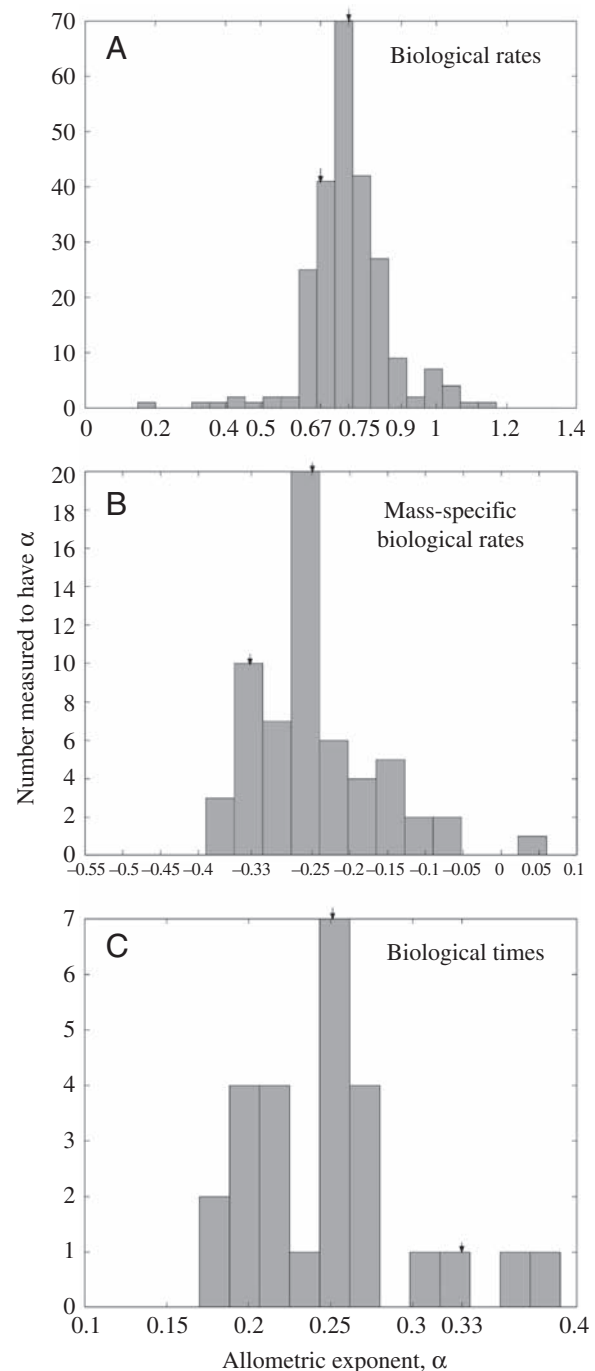 A
Biological rates
70
60
50
40
30
20
10
0
0 0.2 0.4 0.5 0.67 0.75 0.9 1 1.2 1.4
B
Mass-specific
biological rates
Number measured to have α
20
18
16
14
12
10
8
6
4
2
0
–0.55 –0.5 –0.45 –0.4 –0.33 –0.25 –0.2 –0.15 –0.1 –0.05 0 0.05 0.1
C
Biological times
7
6
5
4
3
2
1
0
0.1 0.15 0.2 0.25 0.3 0.33 0.4
Allometric exponent, α